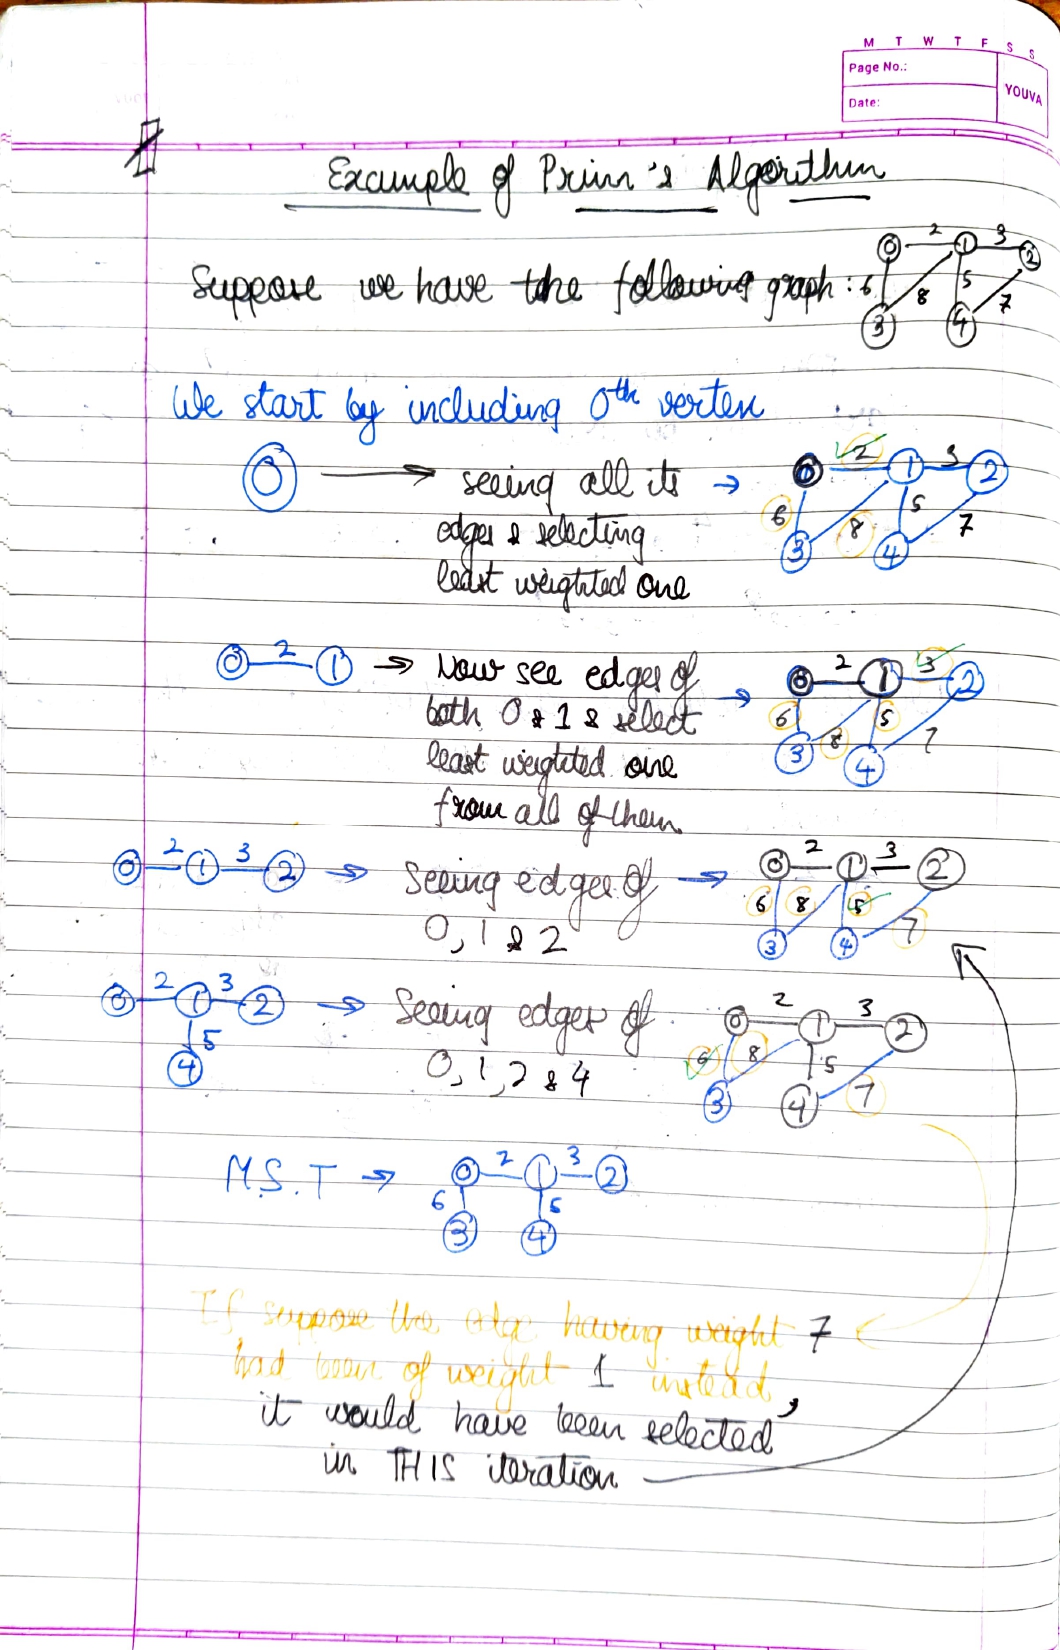 M T W T F S S
Page No.:
YOUVA
Date:
Example of Prim's Algorithm
0 2 1 3 2
Suppose we have the following graph : 6 8 5 7
3 4
We start by including 0th vertex
0 → seeing all its → 0 2 1 3 2
edges & selecting 6 8 5 7
least weighted one 3 4
0 2 1 → Now see edges of → 0 2 1 3 2
both 0 & 1 & select 6 8 5 7
least weighted one 3 4
from all of them
0 2 1 3 2 → Seeing edges of → 0 2 1 3 2
0, 1 & 2 6 8 5 7
3 4
0 2 1 3 2 → Seeing edges of 0 2 1 3 2
5 6 8 5 7
4 0, 1, 2 & 4 3 4
M.S.T → 0 2 1 3 2
6 5
3 4
If suppose the edge having weight 7
had been of weight 1 instead,
it would have been selected
in THIS iteration